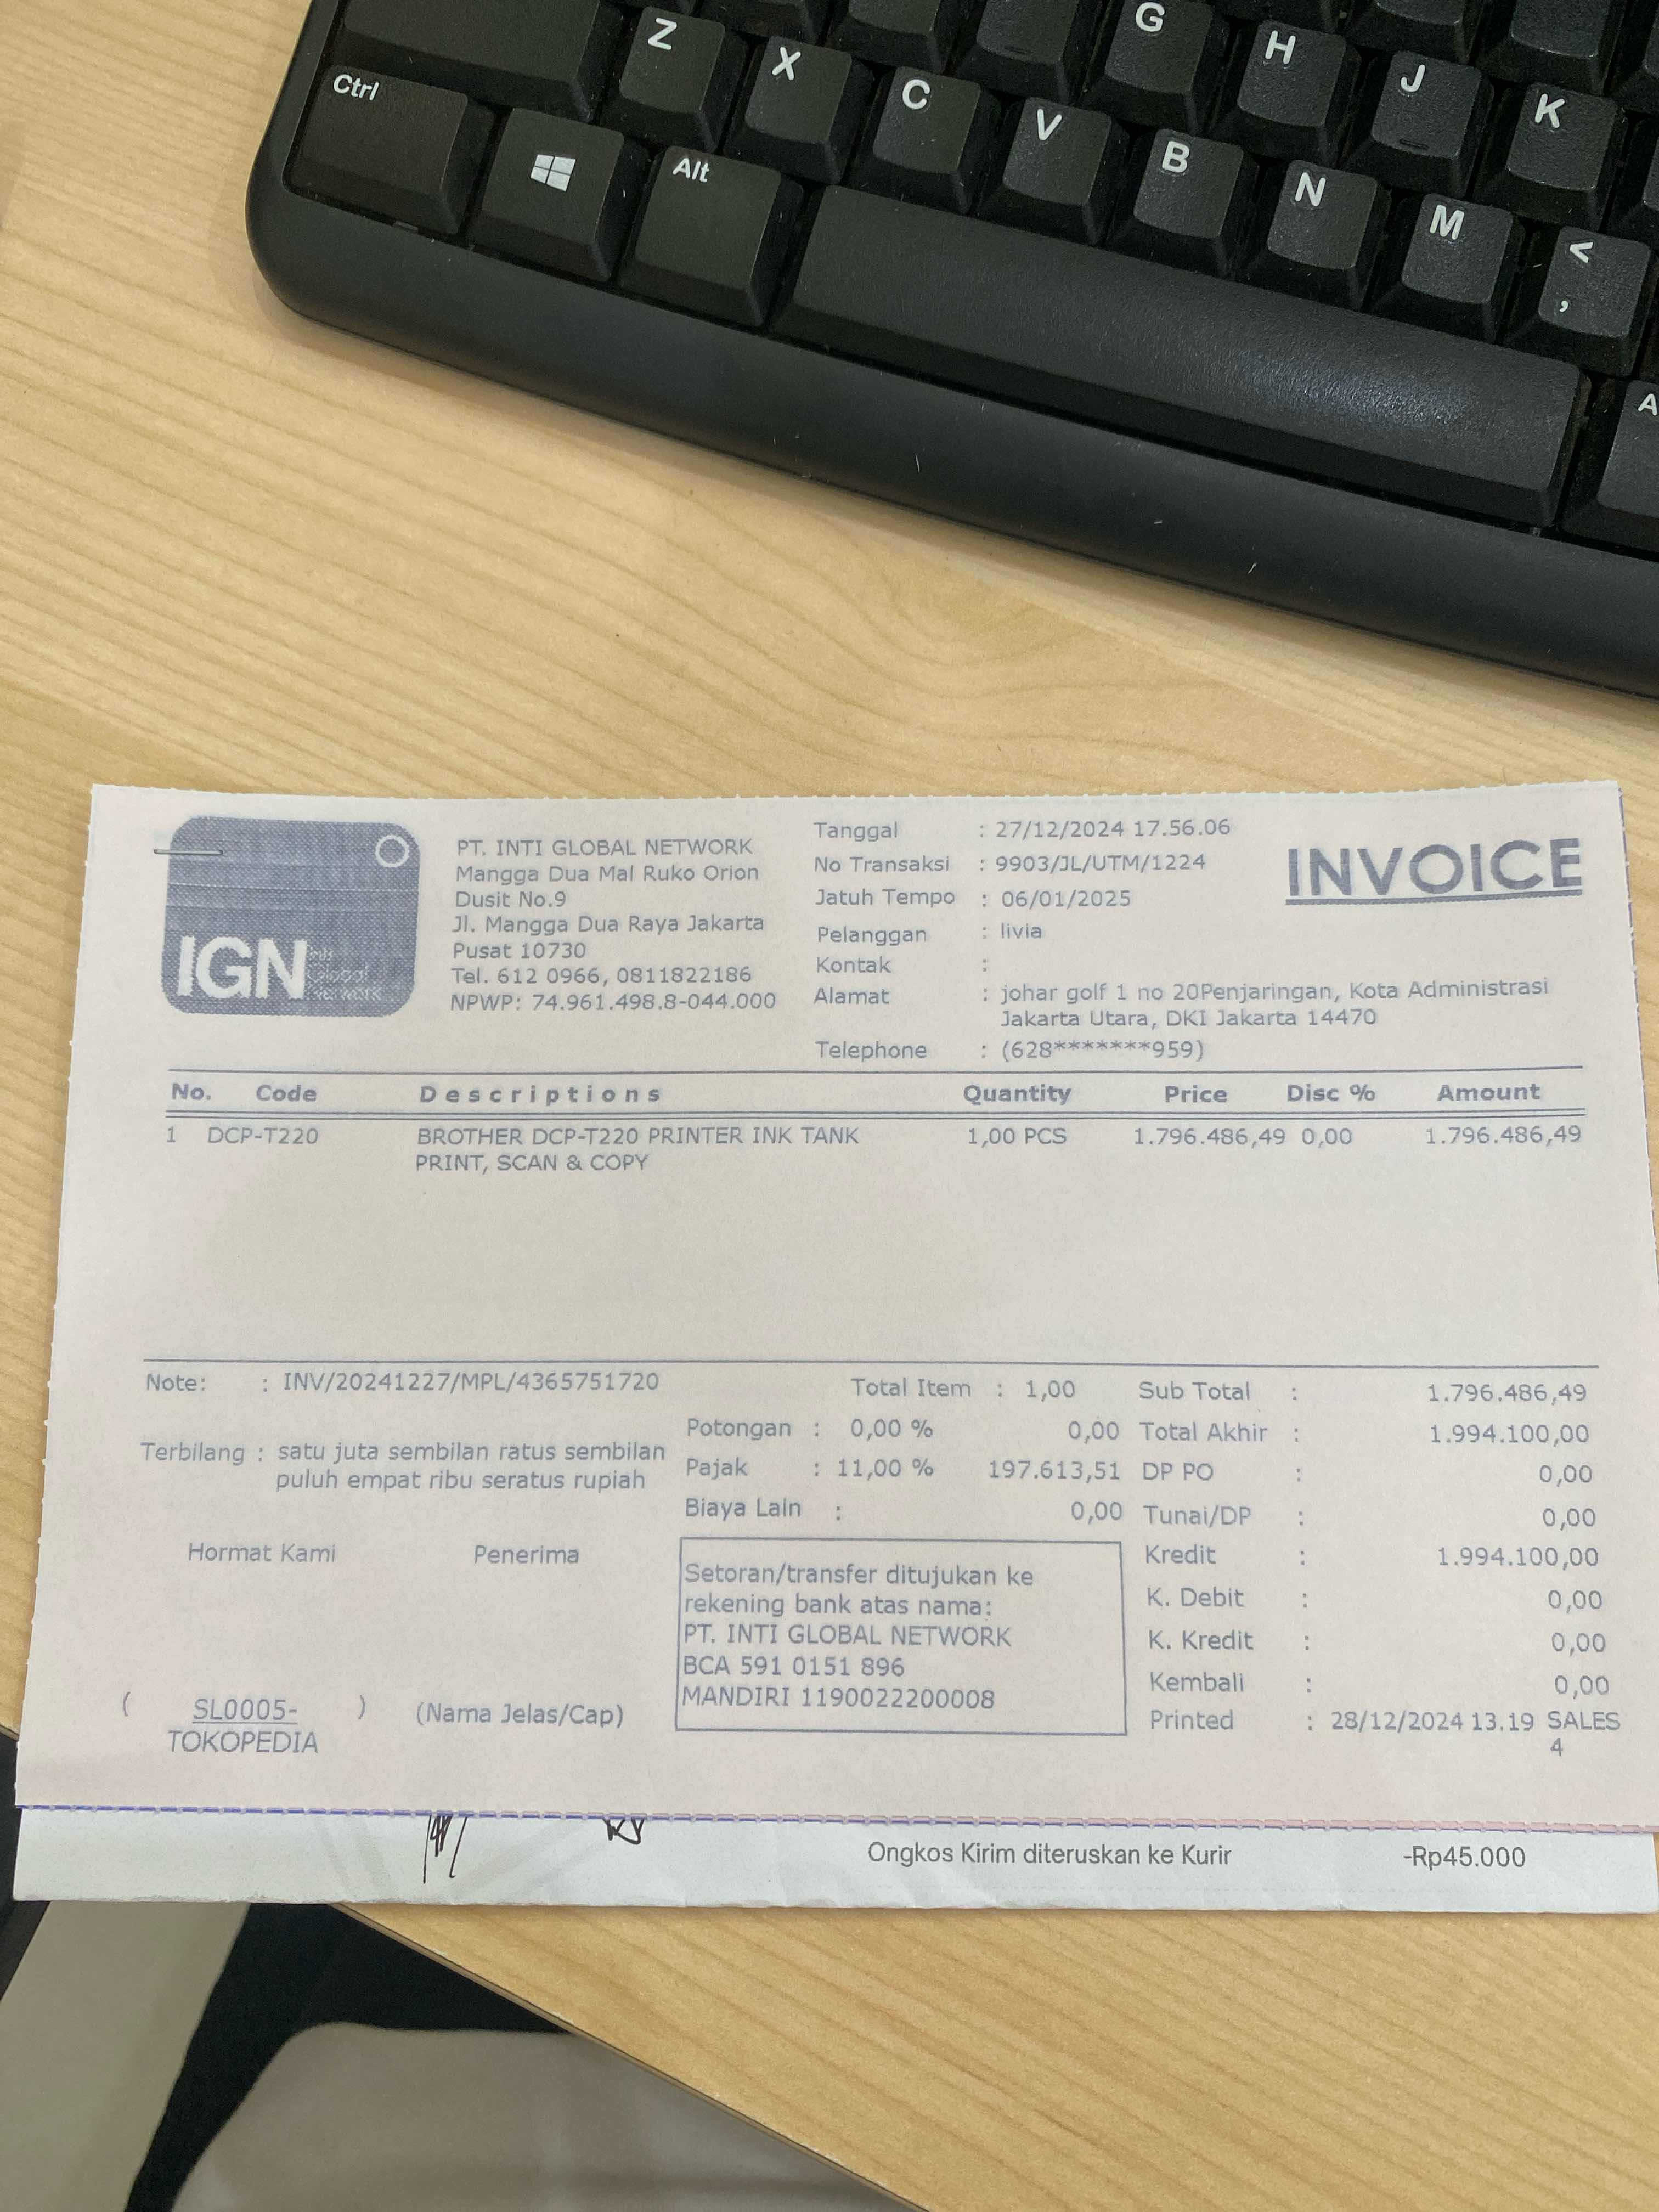 G
Z
H
X
J
Ctrl
C
K
V
Alt
B
N
M
<
,
A
INVOICE
IGN
Global
Network
PT. INTI GLOBAL NETWORK
Mangga Dua Mal Ruko Orion
Dusit No.9
Jl. Mangga Dua Raya Jakarta
Pusat 10730
Tel. 612 0966, 0811822186
NPWP: 74.961.498.8-044.000
Tanggal : 27/12/2024 17.56.06
No Transaksi : 9903/JL/UTM/1224
Jatuh Tempo : 06/01/2025
Pelanggan : livia
Kontak :
Alamat : johar golf 1 no 20Penjaringan, Kota Administrasi
Jakarta Utara, DKI Jakarta 14470
Telephone : (628*******959)
No. Code Descriptions Quantity Price Disc % Amount
1 DCP-T220 BROTHER DCP-T220 PRINTER INK TANK 1,00 PCS 1.796.486,49 0,00 1.796.486,49
PRINT, SCAN & COPY
Note: : INV/20241227/MPL/4365751720
Terbilang : satu juta sembilan ratus sembilan
puluh empat ribu seratus rupiah
Hormat Kami Penerima
( SL0005- ) (Nama Jelas/Cap)
TOKOPEDIA
Total Item : 1,00
Potongan : 0,00 % 0,00
Pajak : 11,00 % 197.613,51
Biaya Lain : 0,00
Setoran/transfer ditujukan ke
rekening bank atas nama:
PT. INTI GLOBAL NETWORK
BCA 591 0151 896
MANDIRI 1190022200008
Sub Total : 1.796.486,49
Total Akhir : 1.994.100,00
DP PO : 0,00
Tunai/DP : 0,00
Kredit : 1.994.100,00
K. Debit : 0,00
K. Kredit : 0,00
Kembali : 0,00
Printed : 28/12/2024 13.19 SALES
4
Ongkos Kirim diteruskan ke Kurir -Rp45.000